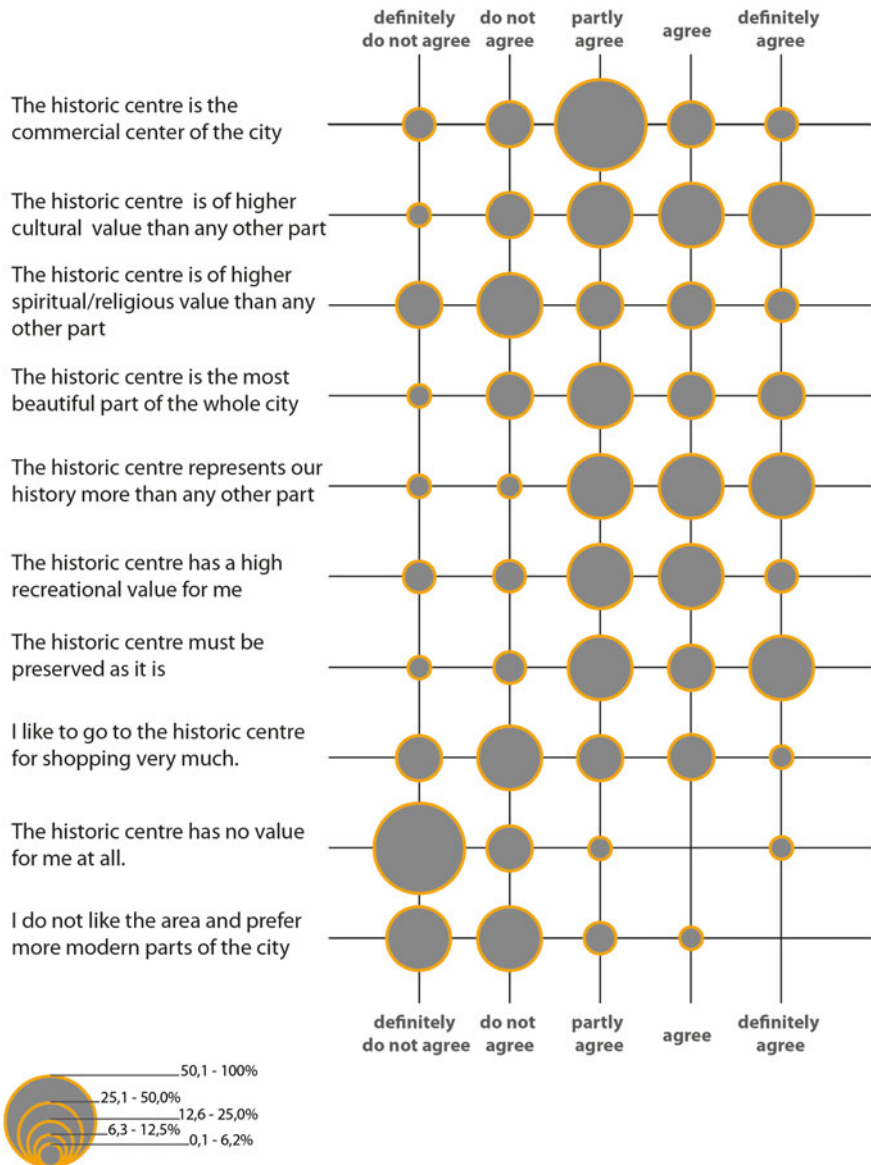 definitely do not partly agree definitely
do not agree agree agree agree
The historic centre is the
commercial center of the city
The historic centre is of higher
cultural value than any other part
The historic centre is of higher
spiritual/religious value than any
other part
The historic centre is the most
beautiful part of the whole city
The historic centre represents our
history more than any other part
The historic centre has a high
recreational value for me
The historic centre must be
preserved as it is
I like to go to the historic centre
for shopping very much.
The historic centre has no value
for me at all.
I do not like the area and prefer
more modern parts of the city
definitely do not partly agree definitely
do not agree agree agree agree
50,1 - 100%
25,1 - 50,0%
12,6 - 25,0%
6,3 - 12,5%
0,1 - 6,2%